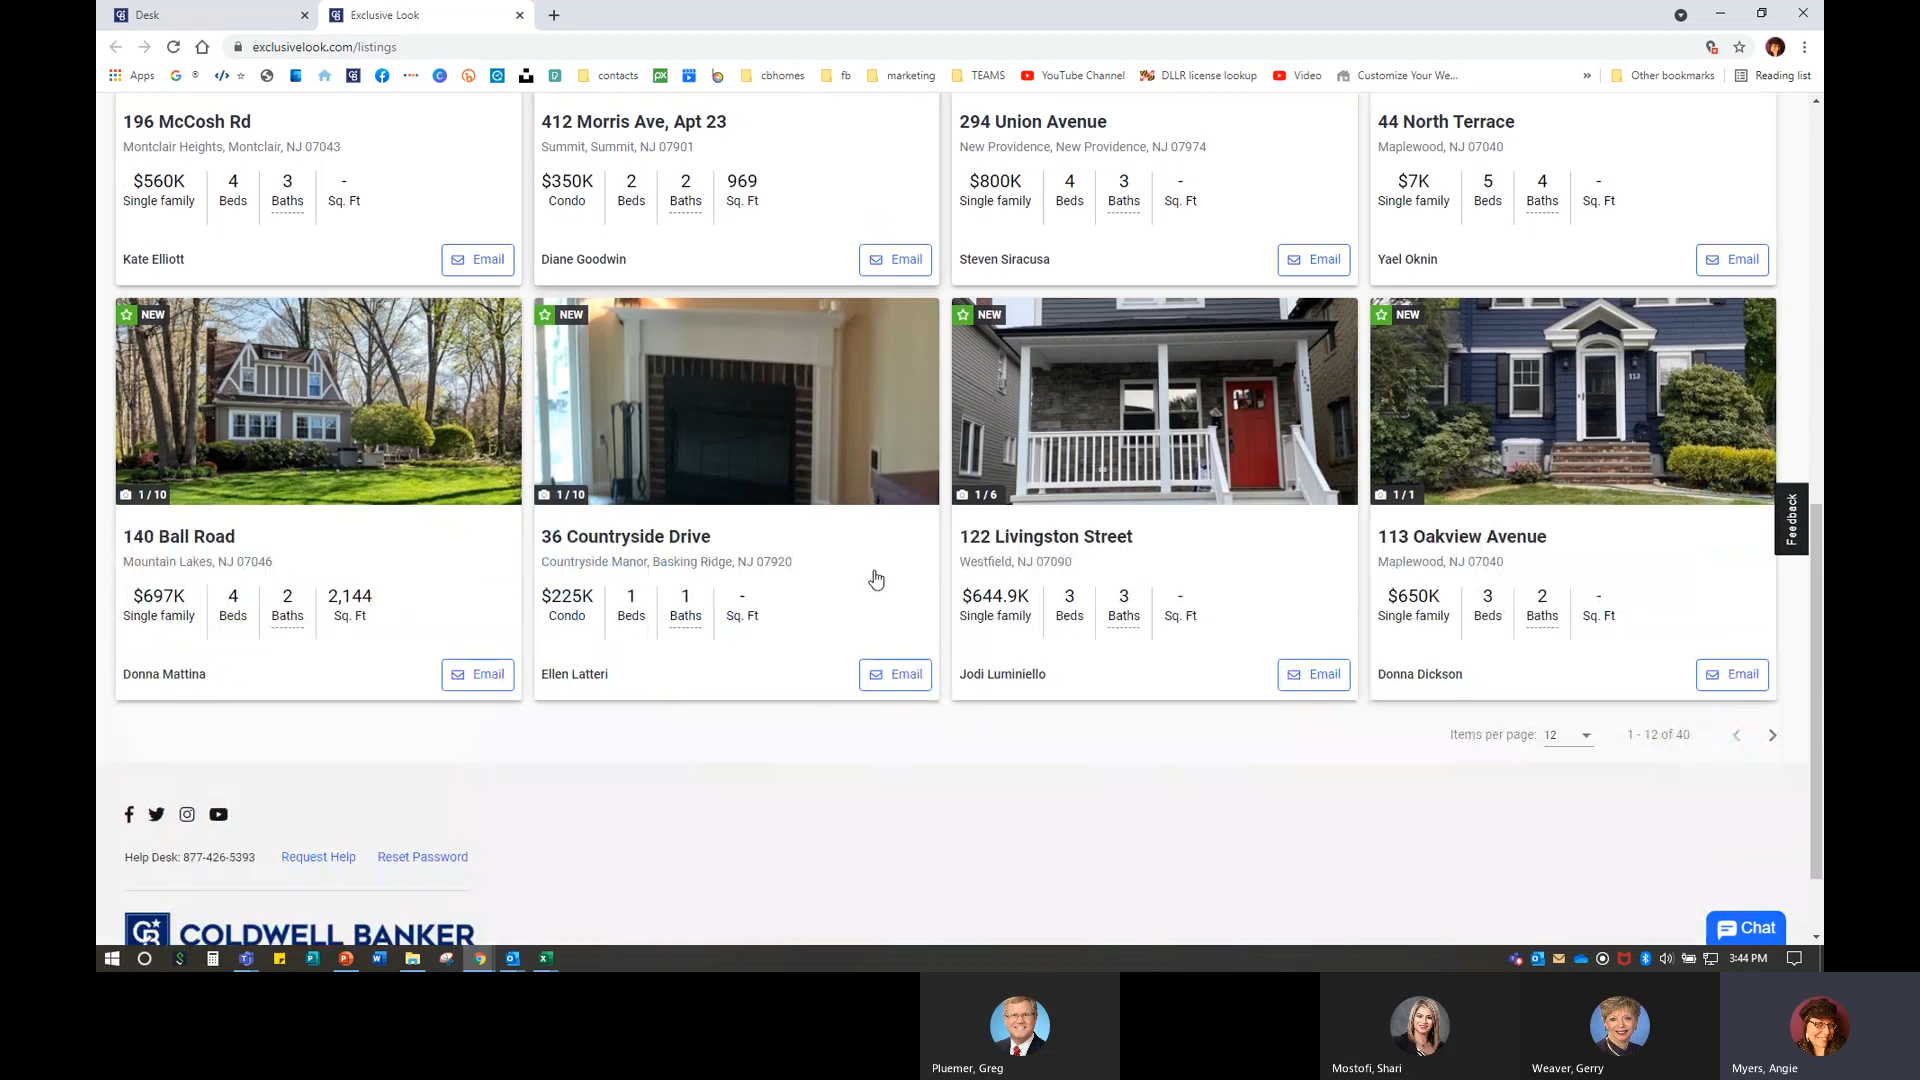 Desk
Exclusive Look
exclusivelook.com/listings
Apps
contacts
cbhomes
fb
marketing
TEAMS
YouTube Channel
DLLR license lookup
Video
Customize Your We...
»
Other bookmarks
Reading list
196 McCosh Rd
Montclair Heights, Montclair, NJ 07043
$560K 4 3 -
Single family Beds Baths Sq. Ft
Kate Elliott
Email
412 Morris Ave, Apt 23
Summit, Summit, NJ 07901
$350K 2 2 969
Condo Beds Baths Sq. Ft
Diane Goodwin
Email
294 Union Avenue
New Providence, New Providence, NJ 07974
$800K 4 3 -
Single family Beds Baths Sq. Ft
Steven Siracusa
Email
44 North Terrace
Maplewood, NJ 07040
$7K 5 4 -
Single family Beds Baths Sq. Ft
Yael Oknin
Email
NEW
1 / 10
140 Ball Road
Mountain Lakes, NJ 07046
$697K 4 2 2,144
Single family Beds Baths Sq. Ft
Donna Mattina
Email
NEW
1 / 10
36 Countryside Drive
Countryside Manor, Basking Ridge, NJ 07920
$225K 1 1 -
Condo Beds Baths Sq. Ft
Ellen Latteri
Email
NEW
122
1 / 6
122 Livingston Street
Westfield, NJ 07090
$644.9K 3 3 -
Single family Beds Baths Sq. Ft
Jodi Luminiello
Email
NEW
113
1 / 1
113 Oakview Avenue
Maplewood, NJ 07040
$650K 3 2 -
Single family Beds Baths Sq. Ft
Donna Dickson
Email
Feedback
Items per page: 12 1 - 12 of 40
Help Desk: 877-426-5393 Request Help Reset Password
COLDWELL BANKER
Chat
3:44 PM
Pluemer, Greg
Mostofi, Shari
Weaver, Gerry
Myers, Angie